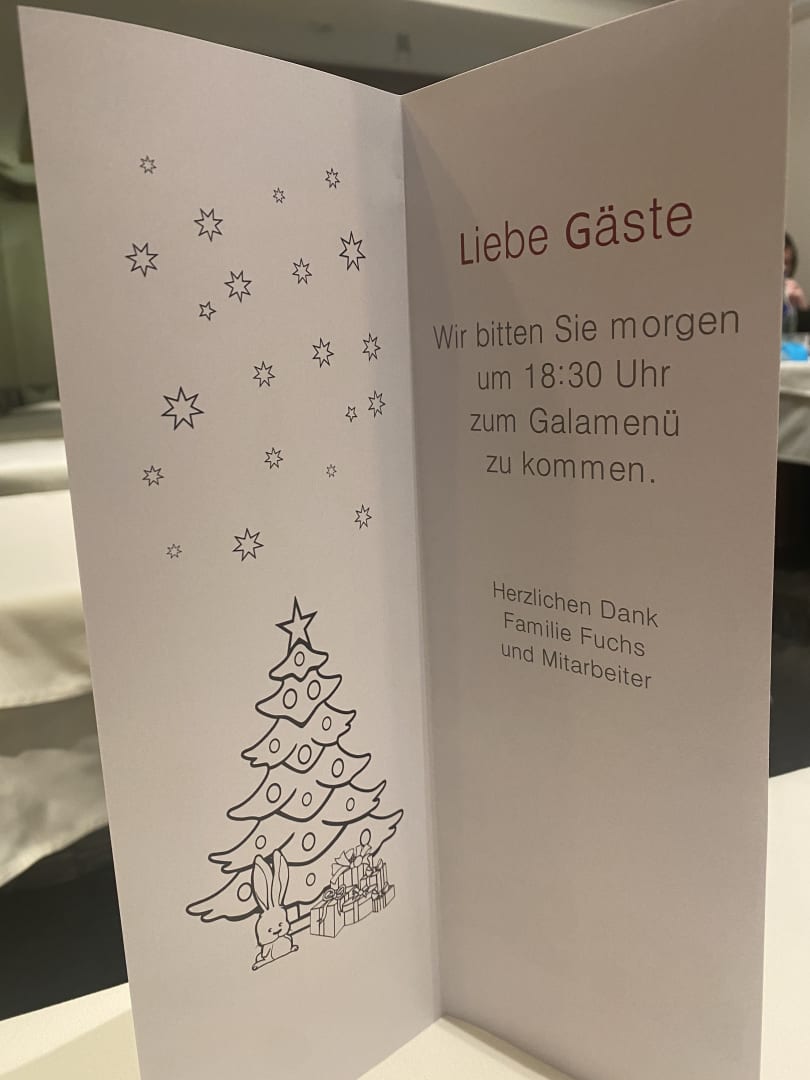 Liebe Gäste
Wir bitten Sie morgen
um 18:30 Uhr
zum Galamenü
zu kommen.
Herzlichen Dank
Familie Fuchs
und Mitarbeiter